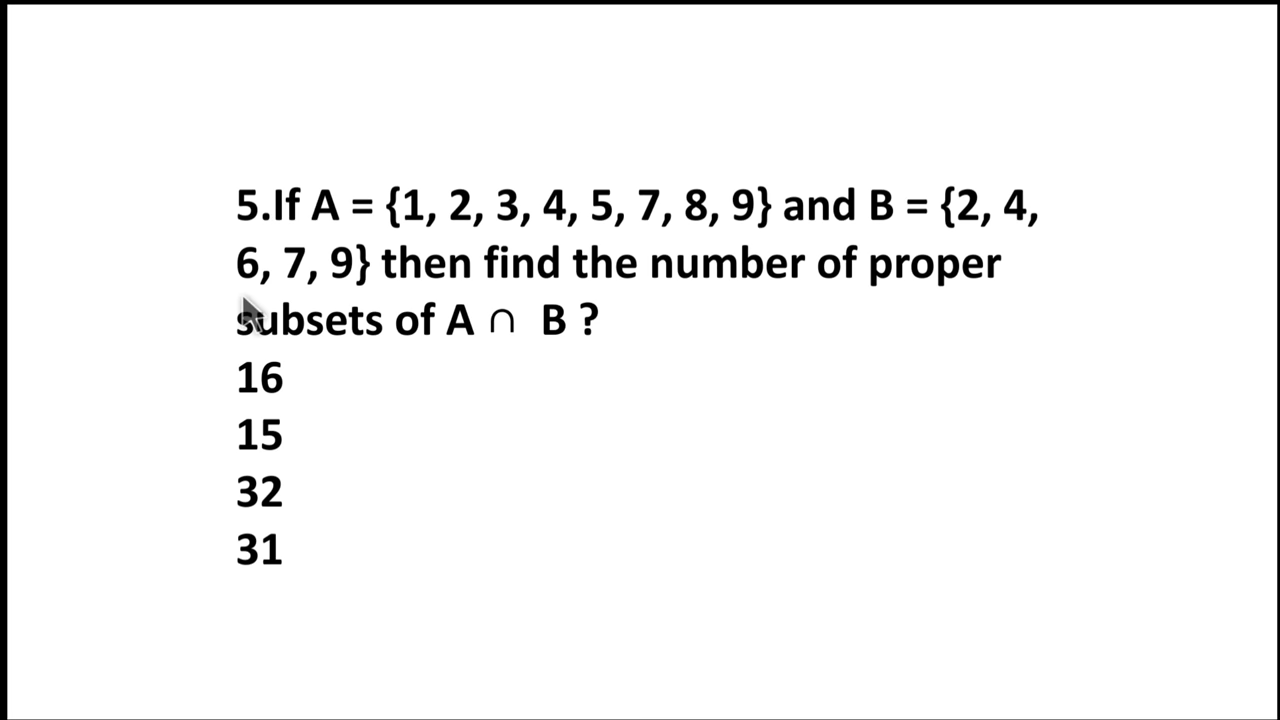 5.If A = {1, 2, 3, 4, 5, 7, 8, 9} and B = {2, 4,
6, 7, 9} then find the number of proper
subsets of A ∩ B ?
16
15
32
31